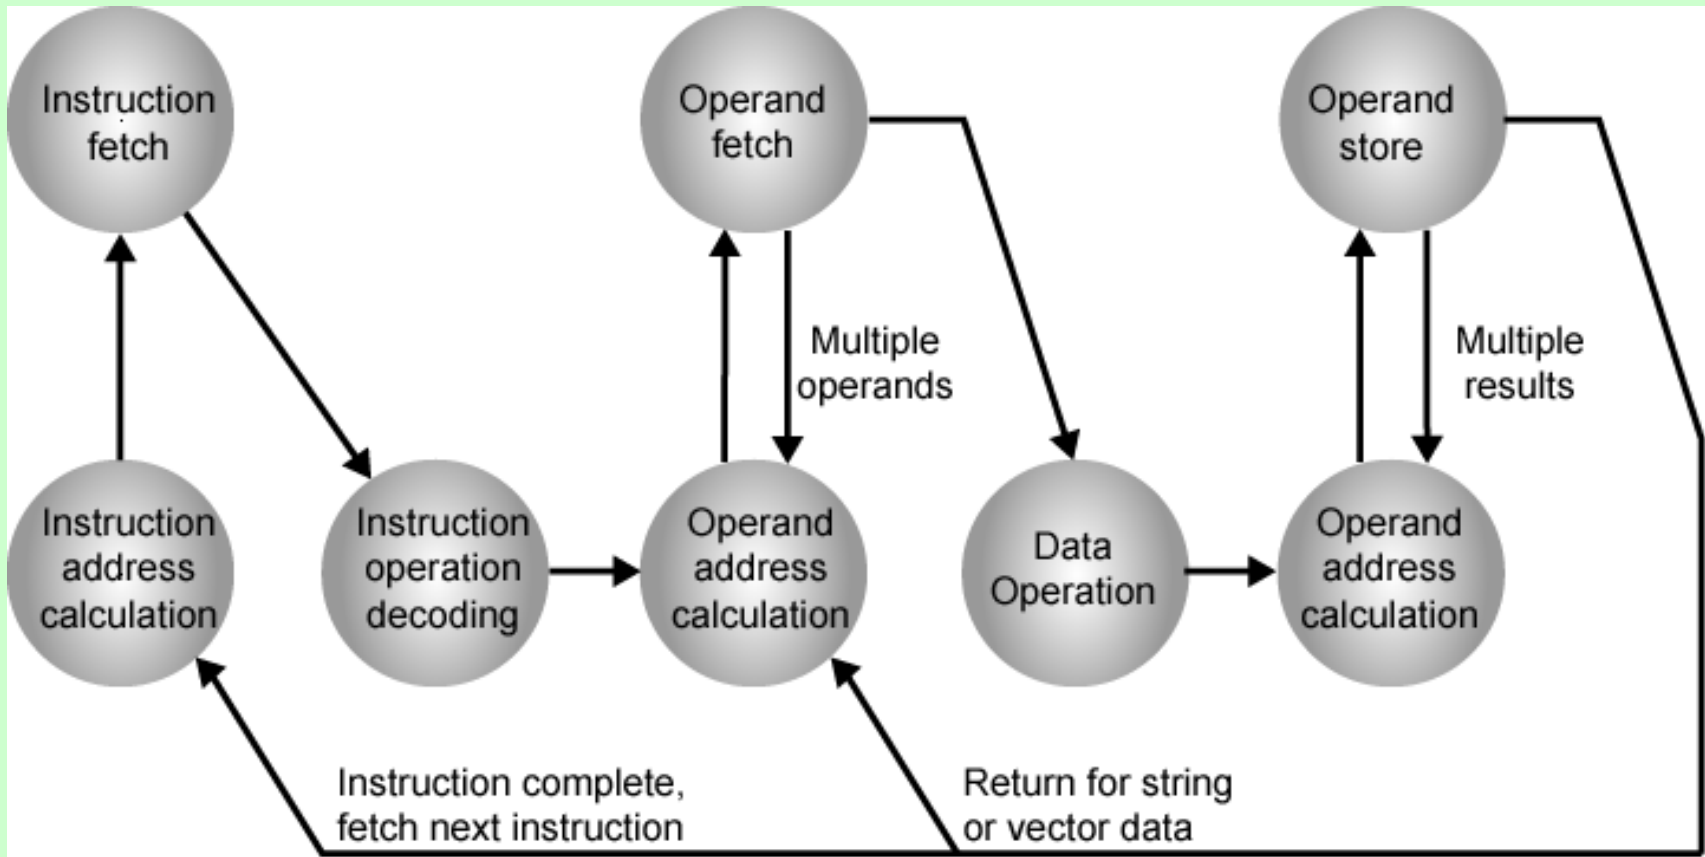 Instruction
fetch
Operand
fetch
Operand
store
Multiple
operands
Multiple
results
Instruction
address
calculation
Instruction
operation
decoding
Operand
address
calculation
Data
Operation
Operand
address
calculation
Instruction complete,
fetch next instruction
Return for string
or vector data